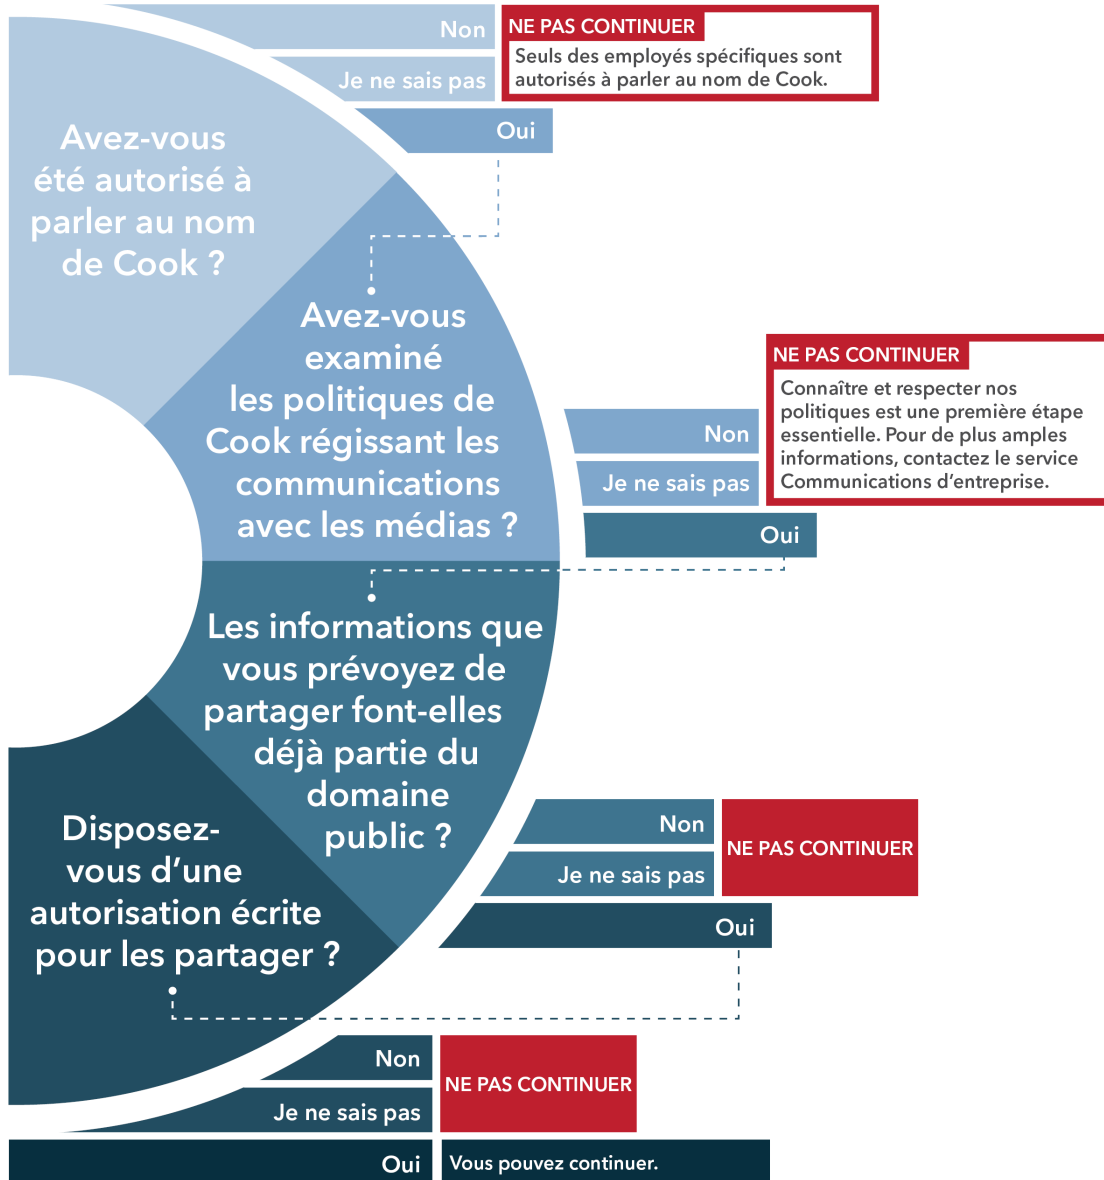 Avez-vous
été autorisé à
parler au nom
de Cook ?
Non
Je ne sais pas
NE PAS CONTINUER
Seuls des employés spécifiques sont
autorisés à parler au nom de Cook.
Oui
Avez-vous
examiné
les politiques de
Cook régissant les
communications
avec les médias ?
Non
Je ne sais pas
NE PAS CONTINUER
Connaître et respecter nos
politiques est une première étape
essentielle. Pour de plus amples
informations, contactez le service
Communications d’entreprise.
Oui
Les informations que
vous prévoyez de
partager font-elles
déjà partie du
domaine
public ?
Non
Je ne sais pas
NE PAS CONTINUER
Oui
Disposez-
vous d’une
autorisation écrite
pour les partager ?
Non
Je ne sais pas
NE PAS CONTINUER
Oui
Vous pouvez continuer.